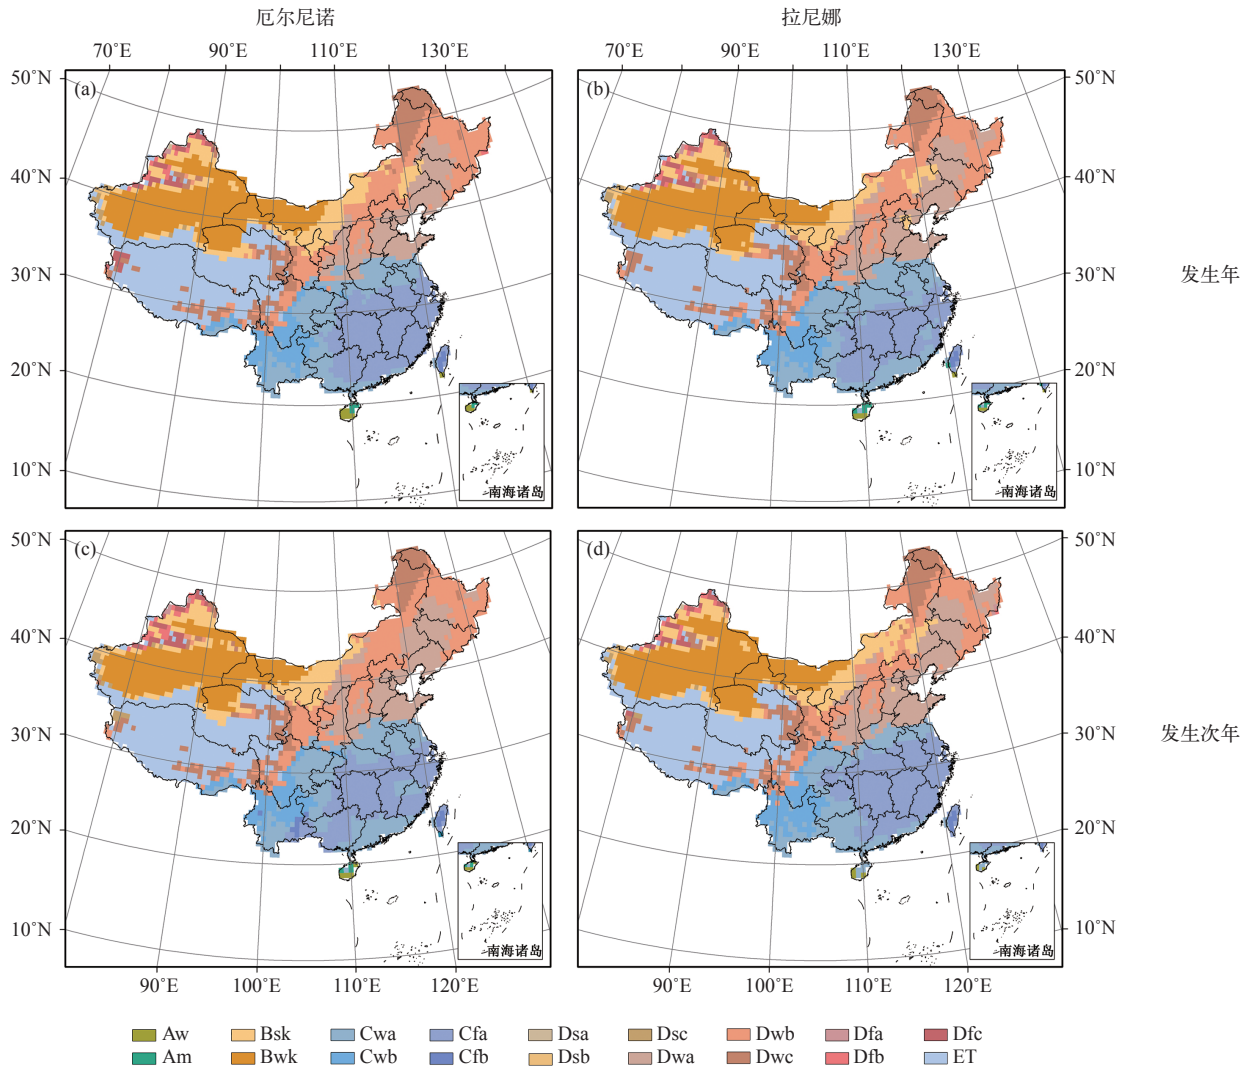 厄尔尼诺 拉尼娜
70°E 90°E 110°E 130°E 70°E 90°E 110°E 130°E
50°N (a) (b) 50°N
40°N 40°N
30°N 30°N
发生年
20°N 20°N
10°N 10°N
南海诸岛 南海诸岛
50°N (c) (d) 50°N
40°N 40°N
30°N 30°N
发生次年
20°N 20°N
10°N 10°N
南海诸岛 南海诸岛
90°E 100°E 110°E 120°E 90°E 100°E 110°E 120°E
Aw Bsk Cwa Cfa Dsa Dsc Dwb Dfa Dfc
Am Bwk Cwb Cfb Dsb Dwa Dwc Dfb ET